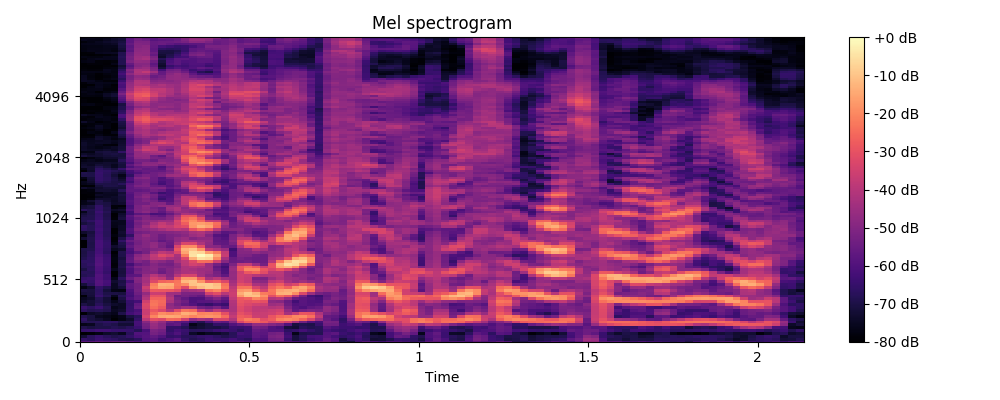 Mel spectrogram
Hz
4096
2048
1024
512
0
0
0.5
1
1.5
2
Time
+0 dB
-10 dB
-20 dB
-30 dB
-40 dB
-50 dB
-60 dB
-70 dB
-80 dB